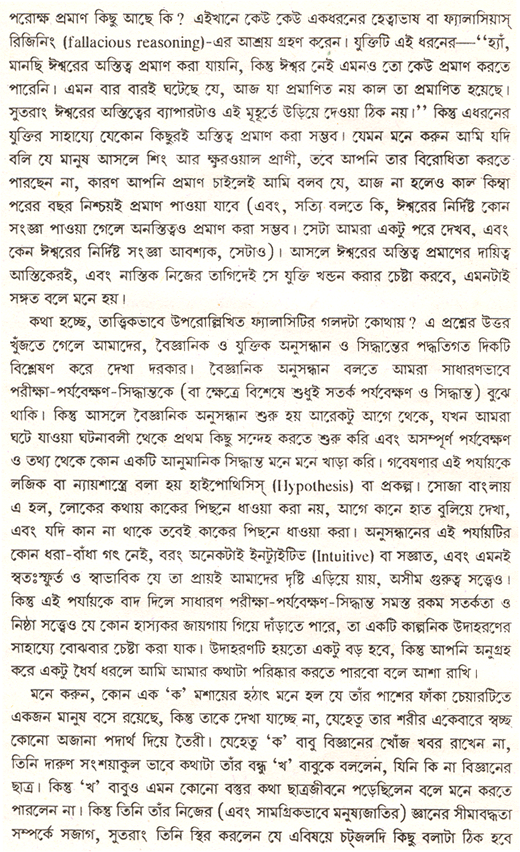 পরোক্ষ প্রমাণ কিছু আছে কি ? এইখানে কেউ কেউ একধরনের হেত্বাভাষ বা ফ্যালাসিয়াস্
রিজিনিং (fallacious reasoning)-এর আশ্রয় গ্রহণ করেন। যুক্তিটি এই ধরনের—‘‘হ্যাঁ,
মানছি ঈশ্বরের অস্তিত্ব প্রমাণ করা যায়নি, কিন্তু ঈশ্বর নেই এমনও তো কেউ প্রমাণ করতে
পারেনি। এমন বার বারই ঘটেছে যে, আজ যা প্রমাণিত নয় কাল তা প্রমাণিত হয়েছে।
সুতরাং ঈশ্বরের অস্তিত্বের ব্যাপারটাও এই মূহূর্তে উড়িয়ে দেওয়া ঠিক নয়।’’ কিন্তু এধরনের
যুক্তির সাহায্যে যেকোন কিছুরই অস্তিত্ব প্রমাণ করা সম্ভব। যেমন মনে করুন আমি যদি
বলি যে মানুষ আসলে শিং আর ক্ষুরওয়াল প্রাণী, তবে আপনি তার বিরোধিতা করতে
পারছেন না, কারণ আপনি প্রমাণ চাইলেই আমি বলব যে, আজ না হলেও কাল কিম্বা
পরের বছর নিশ্চয়ই প্রমাণ পাওয়া যাবে (এবং, সত্যি বলতে কি, ঈশ্বরের নির্দিষ্ট কোন
সংজ্ঞা পাওয়া গেলে অনস্তিত্বও প্রমাণ করা সম্ভব। সেটা আমরা একটু পরে দেখব, এবং
কেন ঈশ্বরের নির্দিষ্ট সংজ্ঞা আবশ্যক, সেটাও)। আসলে ঈশ্বরের অস্তিত্ব প্রমাণের দায়িত্ব
আস্তিকেরই, এবং নাস্তিক নিজের তাগিদেই সে যুক্তি খন্ডন করার চেষ্টা করবে, এমনটাই
সঙ্গত বলে মনে হয়।
কথা হচ্ছে, তাত্ত্বিকভাবে উপরোল্লিখিত ফ্যালাসিটির গলদটা কোথায় ? এ প্রশ্নের উত্তর
খুঁজতে গেলে আমাদের, বৈজ্ঞানিক ও যুক্তিক অনুসন্ধান ও সিদ্ধান্তের পদ্ধতিগত দিকটি
বিশ্লেষণ করে দেখা দরকার। বৈজ্ঞানিক অনুসন্ধান বলতে আমরা সাধারণভাবে
পরীক্ষা-পর্যবেক্ষণ-সিদ্ধান্তকে (বা ক্ষেত্রে বিশেষে শুধুই সতর্ক পর্যবেক্ষণ ও সিদ্ধান্ত) বুঝে
থাকি। কিন্তু আসলে বৈজ্ঞানিক অনুসন্ধান শুরু হয় আরেকটু আগে থেকে, যখন আমরা
ঘটে যাওয়া ঘটনাবলী থেকে প্রথম কিছু সন্দেহ করতে শুরু করি এবং অসম্পূর্ণ পর্যবেক্ষণ
ও তথ্য থেকে কোন একটি আনুমানিক সিদ্ধান্ত মনে মনে খাড়া করি। গবেষণার এই পর্যায়কে
লজিক বা ন্যায়শাস্ত্রে বলা হয় হাইপোথিসিস্ (Hypothesis) বা প্রকল্প। সোজা বাংলায়
এ হল, লোকের কথায় কাকের পিছনে ধাওয়া করা নয়, আগে কানে হাত বুলিয়ে দেখা,
এবং যদি কান না থাকে তবেই কাকের পিছনে ধাওয়া করা। অনুসন্ধানের এই পর্যায়টির
কোন ধরা-বাঁধা গৎ নেই, বরং অনেকটাই ইনট্যুইটিভ (Intuitive) বা সজ্ঞাত, এবং এমনই
স্বতঃস্ফূর্ত ও স্বাভাবিক যে তা প্রায়ই আমাদের দৃষ্টি এড়িয়ে যায়, অসীম গুরুত্ব সত্ত্বেও।
কিন্তু এই পর্যায়কে বাদ দিলে সাধারণ পরীক্ষা-পর্যবেক্ষণ-সিদ্ধান্ত সমস্ত রকম সতর্কতা ও
নিষ্ঠা সত্ত্বেও যে কোন হাস্যকর জায়গায় গিয়ে দাঁড়াতে পারে, তা একটি কাল্পনিক উদাহরণের
সাহায্যে বোঝবার চেষ্টা করা যাক। উদাহরণটি হয়তো একটু বড় হবে, কিন্তু আপনি অনুগ্রহ
করে একটু ধৈর্য ধরলে আমি আমার কথাটা পরিষ্কার করতে পারবো বলে আশা রাখি।
মনে করুন, কোন এক ‘ক’ মশায়ের হঠাৎ মনে হল যে তাঁর পাশের ফাঁকা চেয়ারটিতে
একজন মানুষ বসে রয়েছে, কিন্তু তাকে দেখা যাচ্ছে না, যেহেতু তার শরীর একেবারে স্বচ্ছ
কোনো অজানা পদার্থ দিয়ে তৈরী। যেহেতু ‘ক’ বাবু বিজ্ঞানের খোঁজ খবর রাখেন না,
তিনি দারুণ সংশয়াকুল ভাবে কথাটা তাঁর বন্ধু ‘খ’ বাবুকে বললেন, যিনি কি না বিজ্ঞানের
ছাত্র। কিন্তু ‘খ’ বাবুও এমন কোনো বস্তুর কথা ছাত্রজীবনে পড়েছিলেন বলে মনে করতে
পারলেন না। কিন্তু তিনি তাঁর নিজের (এবং সামগ্রিকভাবে মনুষ্যজাতির) জ্ঞানের সীমাবদ্ধতা
সম্পর্কে সজাগ, সুতরাং তিনি স্থির করলেন যে এবিষয়ে চট্‌জলদি কিছু বলাটা ঠিক হবে